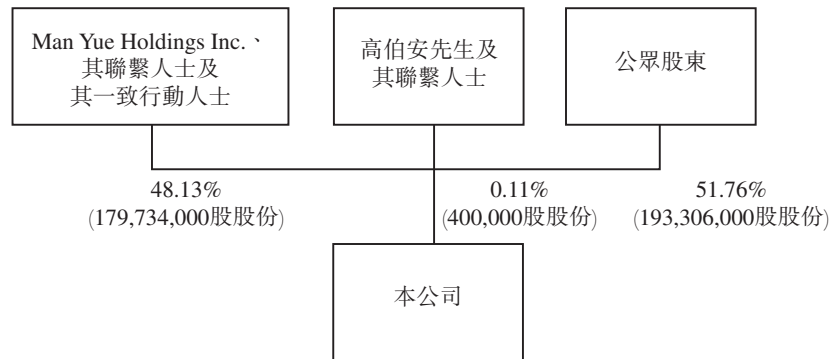 Man Yue Holdings Inc.、
其聯繫人士及
其一致行動人士
高伯安先生及
其聯繫人士
公眾股東
48.13%
(179,734,000股股份)
0.11%
(400,000股股份)
51.76%
(193,306,000股股份)
本公司